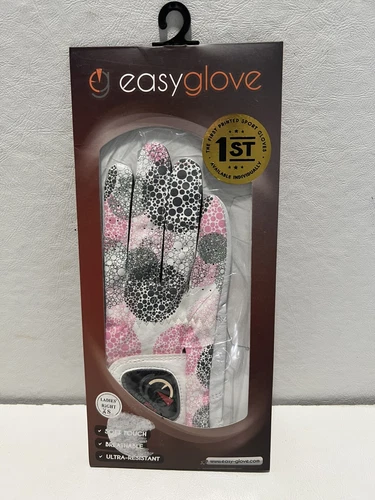 easyglove
THE FIRST PRINTED SPORT GLOVES
1ST
AVAILABLE INDIVIDUALLY
LADIES'
RIGHT
✓ SOFT TOUCH
✓ BREATHABLE
✓ ULTRA-RESISTANT
www.easy-glove.com